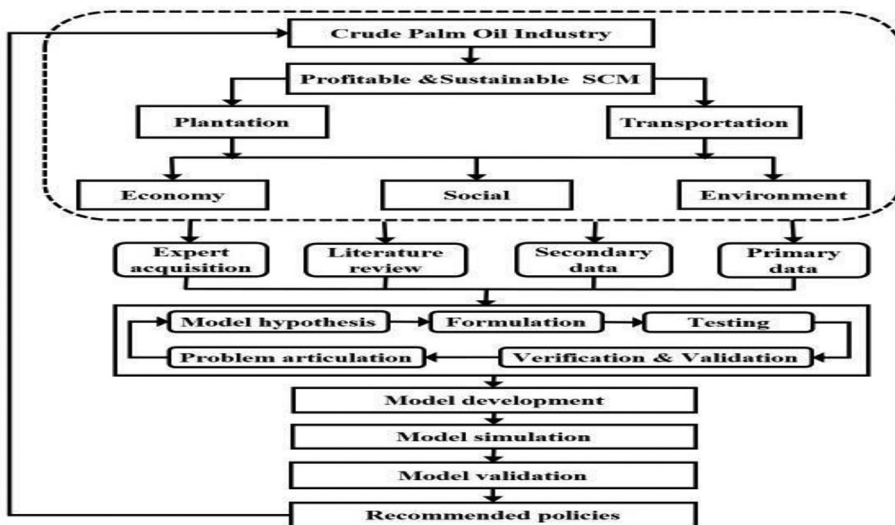 Crude Palm Oil Industry
Profitable &Sustainable SCM
Plantation
Transportation
Economy
Social
Environment
Expert
acquisition
Literature
review
Secondary
data
Primary
data
Model hypothesis
Formulation
Testing
Problem articulation
Verification & Validation
Model development
Model simulation
Model validation
Recommended policies